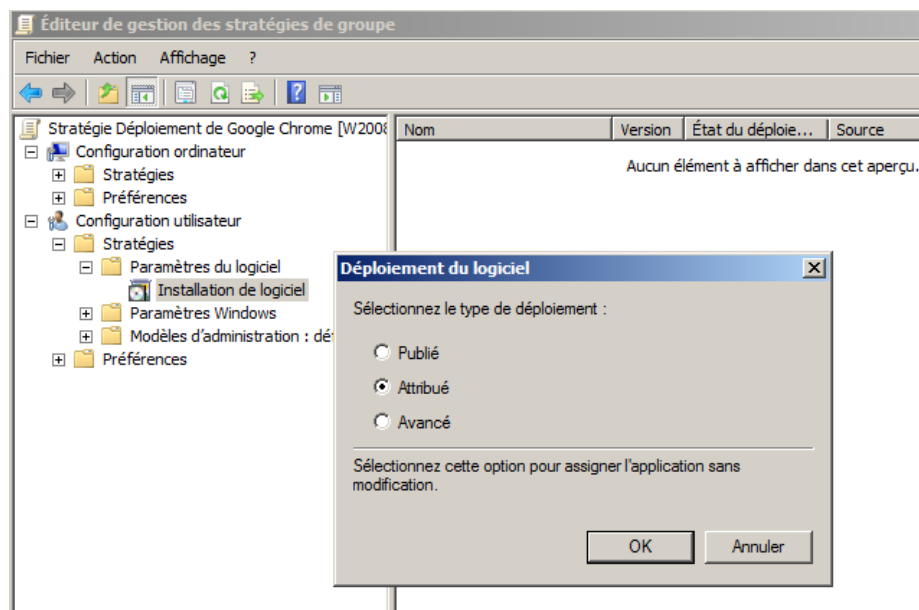 Éditeur de gestion des stratégies de groupe
Fichier Action Affichage ?
Stratégie Déploiement de Google Chrome [W2008
Configuration ordinateur
Stratégies
Préférences
Configuration utilisateur
Stratégies
Paramètres du logiciel
Installation de logiciel
Paramètres Windows
Modèles d'administration : dé
Préférences
Nom Version État du déploie... Source
Aucun élément à afficher dans cet aperçu.
Déploiement du logiciel
Sélectionnez le type de déploiement :
Publié
Attribué
Avancé
Sélectionnez cette option pour assigner l'application sans
modification.
OK Annuler